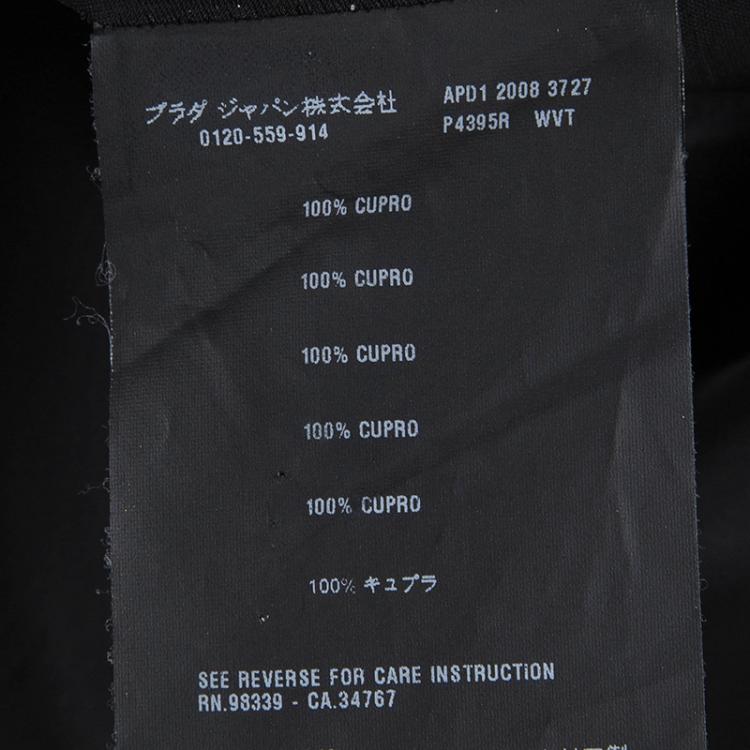 プラダ ジャパン株式会社
0120-559-914
APD1 2008 3727
P4395R WVT
100% CUPRO
100% CUPRO
100% CUPRO
100% CUPRO
100% CUPRO
100% キュプラ
SEE REVERSE FOR CARE INSTRUCTiON
RN.98339 - CA.34767